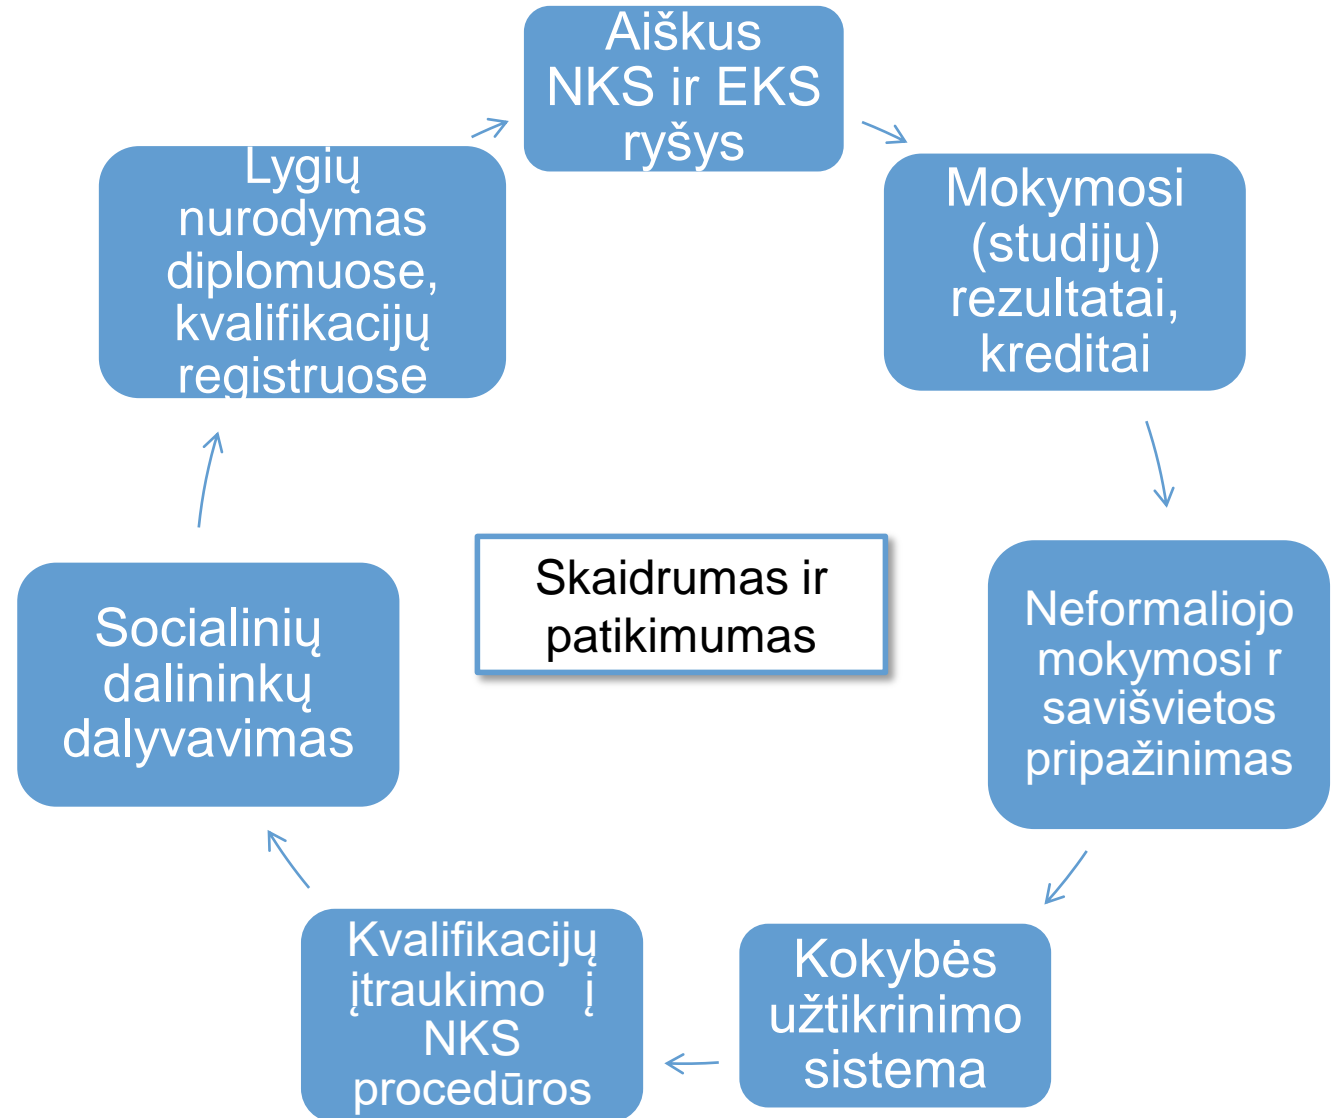 Aiškus
NKS ir EKS
ryšys
Mokymosi
(studijų)
rezultatai,
kreditai
Neformaliojo
mokymosi r
savišvietos
pripažinimas
Kokybės
užtikrinimo
sistema
Kvalifikacijų
įtraukimo į
NKS
procedūros
Socialinių
dalininkų
dalyvavimas
Lygių
nurodymas
diplomuose,
kvalifikacijų
registruose
Skaidrumas ir
patikimumas